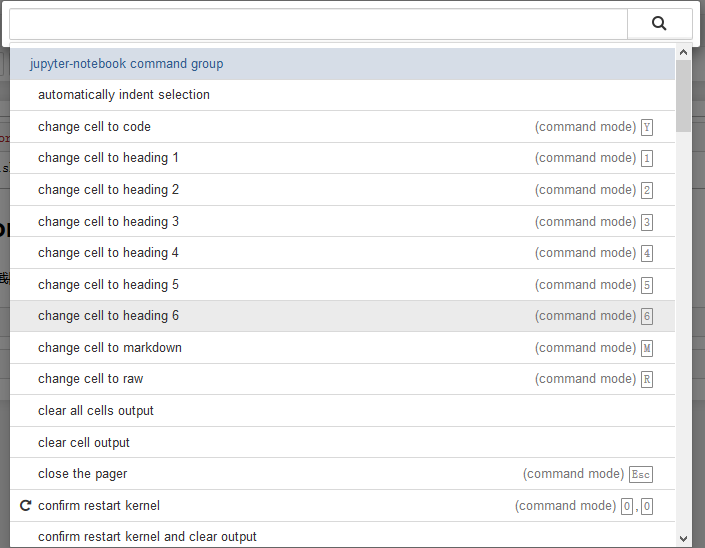 jupyter-notebook command group
automatically indent selection
change cell to code (command mode) Y
change cell to heading 1 (command mode) 1
change cell to heading 2 (command mode) 2
change cell to heading 3 (command mode) 3
change cell to heading 4 (command mode) 4
change cell to heading 5 (command mode) 5
change cell to heading 6 (command mode) 6
change cell to markdown (command mode) M
change cell to raw (command mode) R
clear all cells output
clear cell output
close the pager (command mode) Esc
confirm restart kernel (command mode) 0,0
confirm restart kernel and clear output